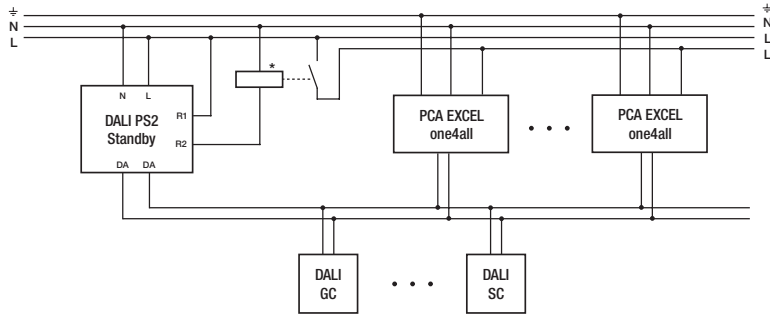 ⏚
N
L
⏚
N
L
L
*
N L
DALI PS2
Standby
R1
R2
DA DA
PCA EXCEL
one4all
• • •
PCA EXCEL
one4all
DALI
GC
• • •
DALI
SC